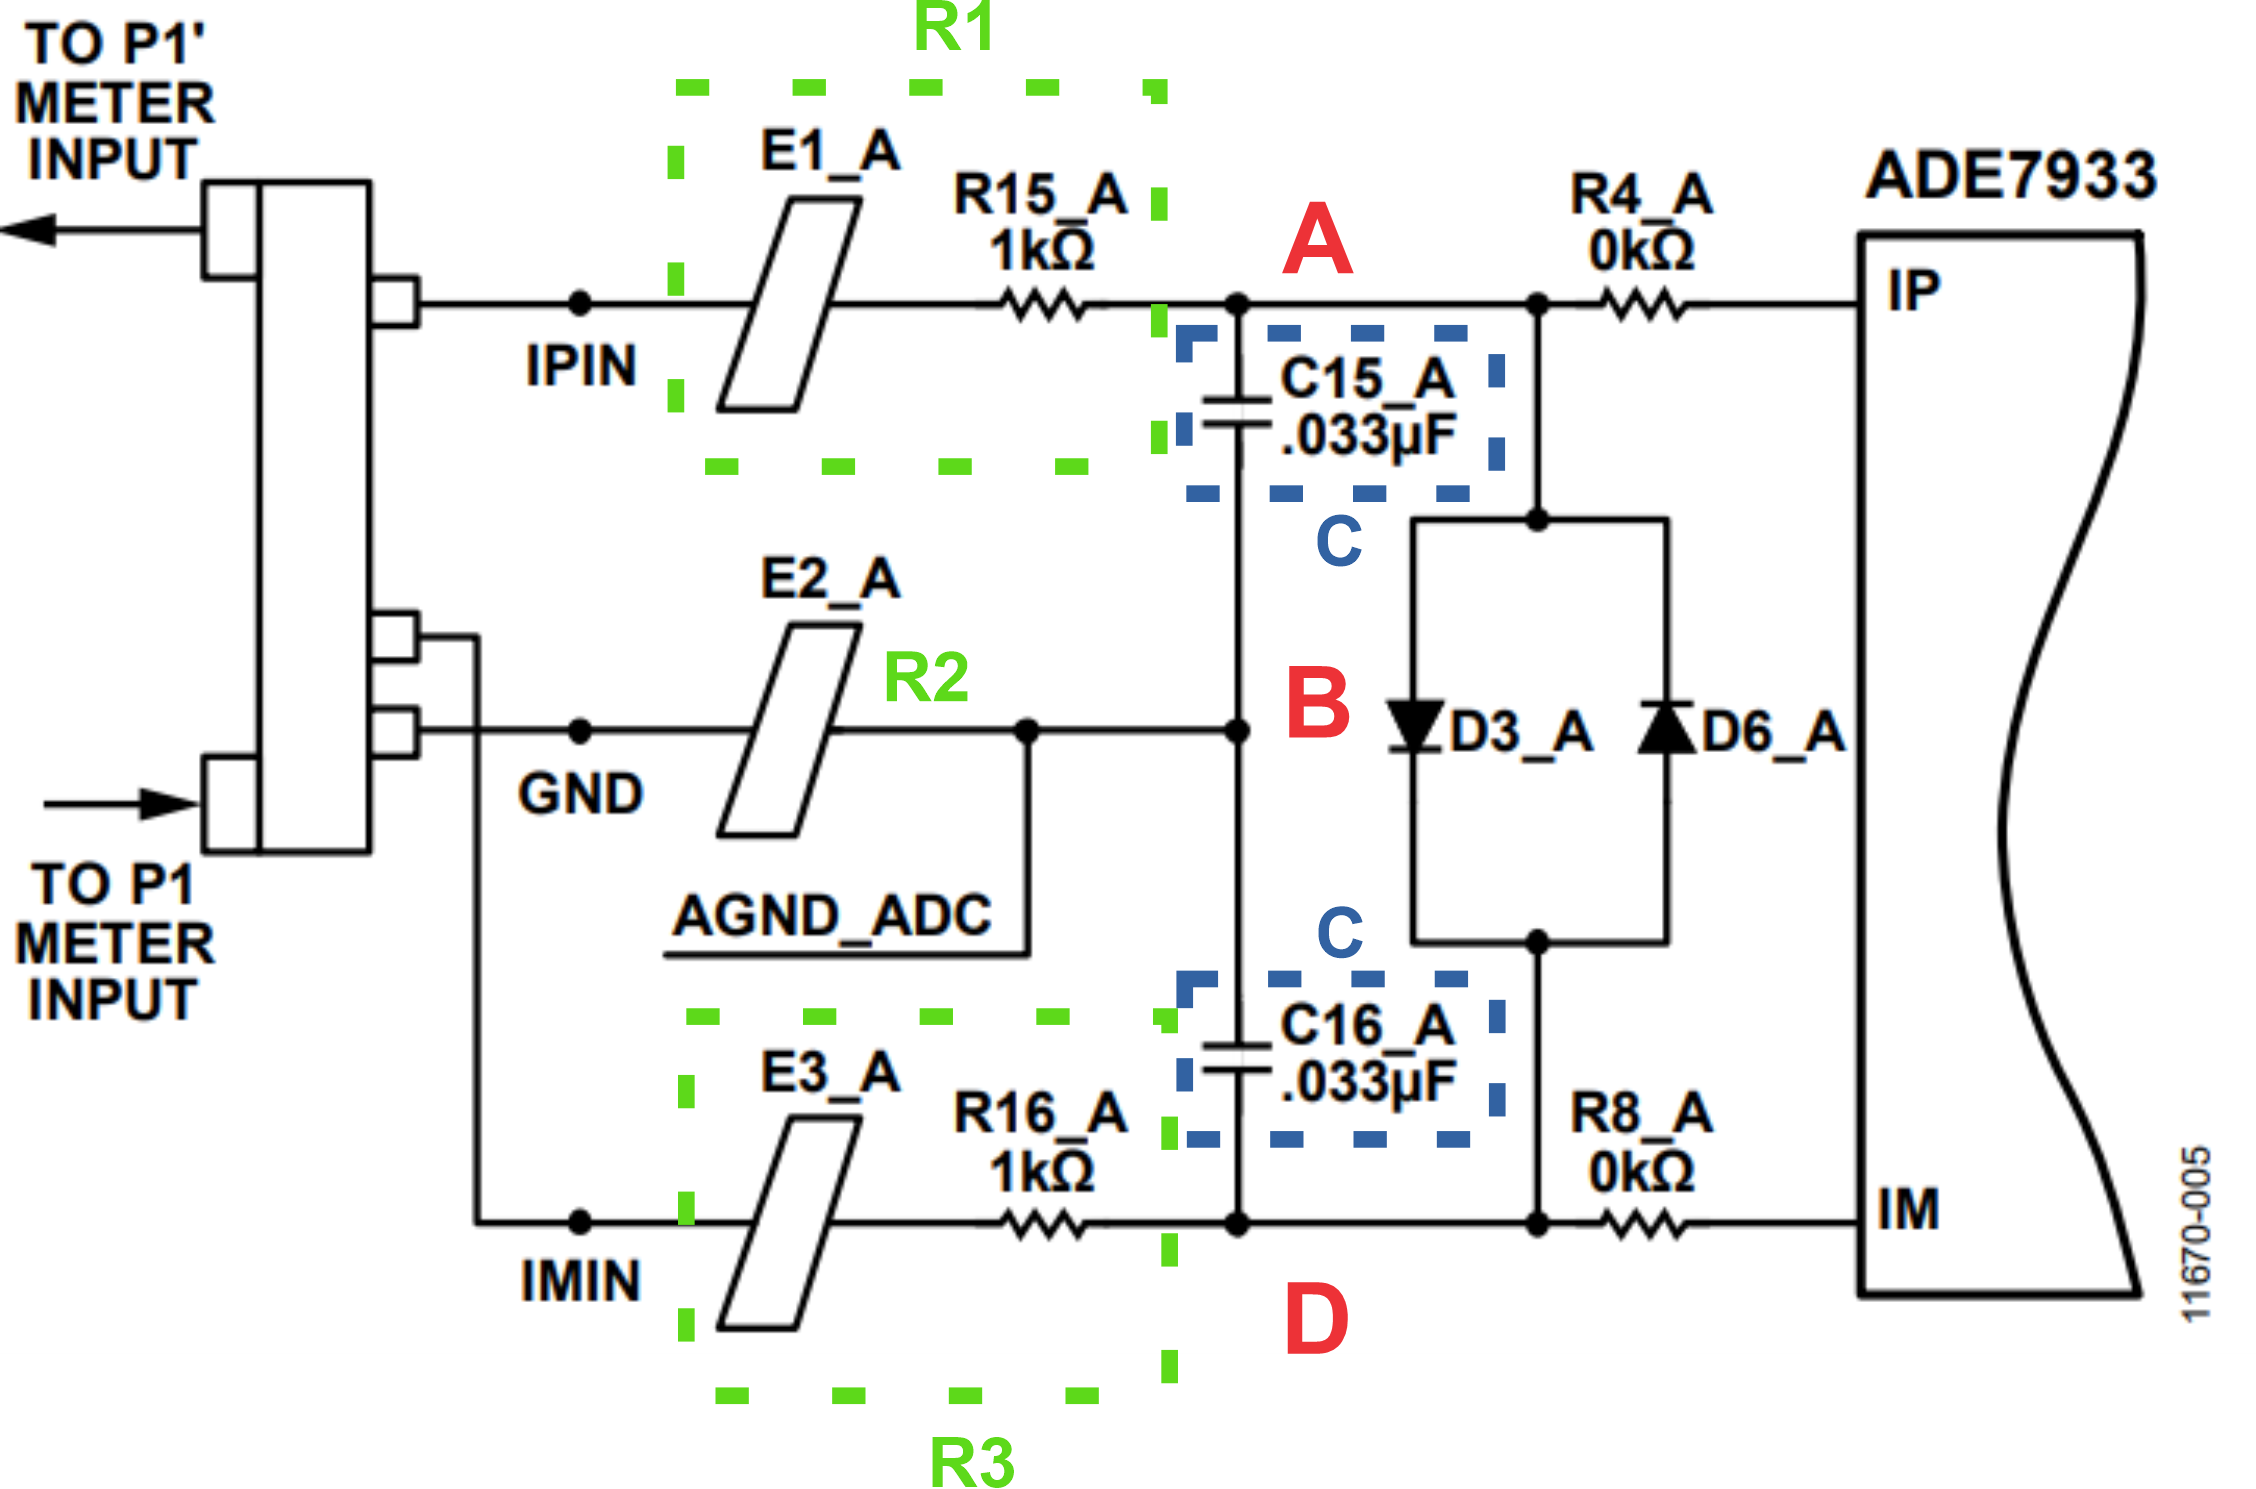 R1
TO P1'
METER
INPUT
E1_A
R15_A
1kΩ
A
R4_A
0kΩ
ADE7933
IP
IPIN
C15_A
.033µF
C
E2_A
R2
B
D3_A
D6_A
GND
TO P1
METER
INPUT
AGND_ADC
C
C16_A
.033µF
E3_A
R16_A
1kΩ
R8_A
0kΩ
IM
IMIN
D
R3
11670-005